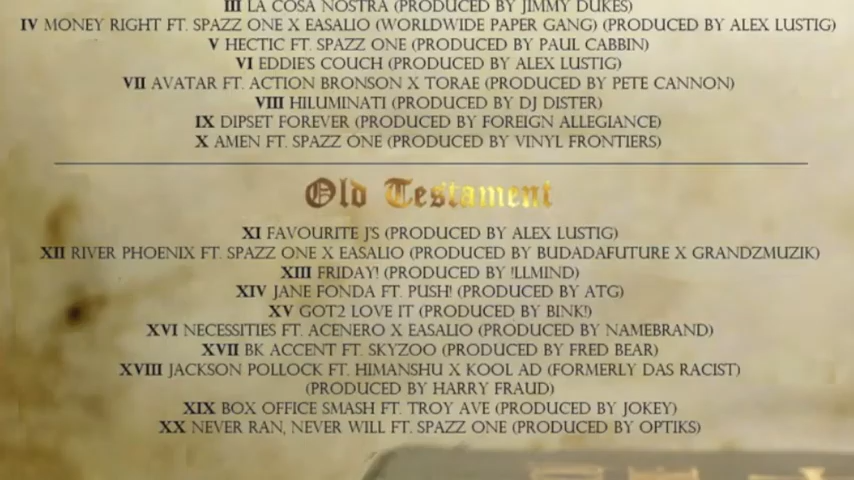 III LA COSA NOSTRA (PRODUCED BY JIMMY DUKES)
IV MONEY RIGHT FT. SPAZZ ONE X EASALIO (WORLDWIDE PAPER GANG) (PRODUCED BY ALEX LUSTIG)
V HECTIC FT. SPAZZ ONE (PRODUCED BY PAUL CABBIN)
VI EDDIE'S COUCH (PRODUCED BY ALEX LUSTIG)
VII AVATAR FT. ACTION BRONSON X TORAE (PRODUCED BY PETE CANNON)
VIII HILUMINATI (PRODUCED BY DJ DISTER)
IX DIPSET FOREVER (PRODUCED BY FOREIGN ALLEGIANCE)
X AMEN FT. SPAZZ ONE (PRODUCED BY VINYL FRONTIERS)
Old Testament
XI FAVOURITE J'S (PRODUCED BY ALEX LUSTIG)
XII RIVER PHOENIX FT. SPAZZ ONE X EASALIO (PRODUCED BY BUDADAFUTURE X GRANDZMUZIK)
XIII FRIDAY! (PRODUCED BY !LLMIND)
XIV JANE FONDA FT. PUSH! (PRODUCED BY ATG)
XV GOT2 LOVE IT (PRODUCED BY BINK!)
XVI NECESSITIES FT. ACENERO X EASALIO (PRODUCED BY NAMEBRAND)
XVII BK ACCENT FT. SKYZOO (PRODUCED BY FRED BEAR)
XVIII JACKSON POLLOCK FT. HIMANSHU X KOOL AD (FORMERLY DAS RACIST)
(PRODUCED BY HARRY FRAUD)
XIX BOX OFFICE SMASH FT. TROY AVE (PRODUCED BY JOKEY)
XX NEVER RAN, NEVER WILL FT. SPAZZ ONE (PRODUCED BY OPTIKS)